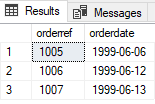 Results Messages
orderref orderdate
1 1005 1999-06-06
2 1006 1999-06-12
3 1007 1999-06-13